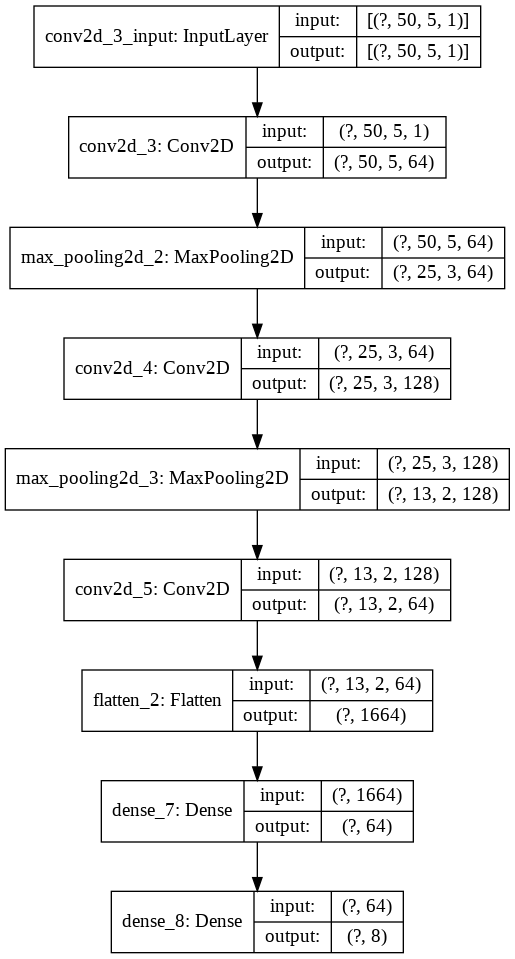 conv2d_3_input: InputLayer
input: [(?, 50, 5, 1)]
output: [(?, 50, 5, 1)]
conv2d_3: Conv2D
input: (?, 50, 5, 1)
output: (?, 50, 5, 64)
max_pooling2d_2: MaxPooling2D
input: (?, 50, 5, 64)
output: (?, 25, 3, 64)
conv2d_4: Conv2D
input: (?, 25, 3, 64)
output: (?, 25, 3, 128)
max_pooling2d_3: MaxPooling2D
input: (?, 25, 3, 128)
output: (?, 13, 2, 128)
conv2d_5: Conv2D
input: (?, 13, 2, 128)
output: (?, 13, 2, 64)
flatten_2: Flatten
input: (?, 13, 2, 64)
output: (?, 1664)
dense_7: Dense
input: (?, 1664)
output: (?, 64)
dense_8: Dense
input: (?, 64)
output: (?, 8)